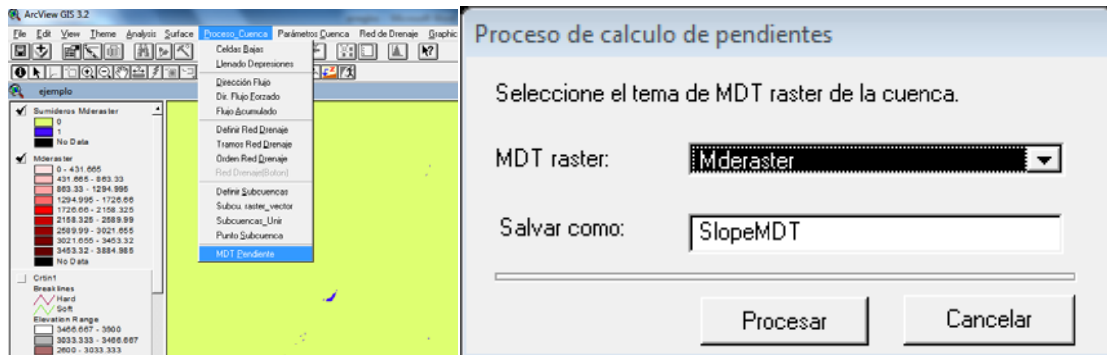 ArcView GIS 3.2
File Edit View Theme Analysis Surface Proceso_Cuenca Parámetros Cuenca Red de Drenaje Graphic
Celdas Bajas
Llenado Depresiones
Dirección Flujo
Dir. Flujo Forzado
Flujo Acumulado
Definir Red Drenaje
Tramos Red Drenaje
Orden Red Drenaje
Red Drenaje(Boton)
Definir Subcuencas
Subcu. raster_vector
Subcuencas_Unir
Punto Subcuenca
MDT Pendiente
ejemplo
Sumideros Mderaster
0
1
No Data
Mderaster
0 - 431.665
431.665 - 863.33
863.33 - 1294.995
1294.995 - 1726.66
1726.66 - 2158.325
2158.325 - 2589.99
2589.99 - 3021.655
3021.655 - 3453.32
3453.32 - 3884.985
No Data
Crtin1
Breaklines
Hard
Soft
Elevation Range
3466.667 - 3900
3033.333 - 3466.667
2600 - 3033.333
Proceso de calculo de pendientes
Seleccione el tema de MDT raster de la cuenca.
MDT raster: Mderaster
Salvar como: SlopeMDT
Procesar Cancelar